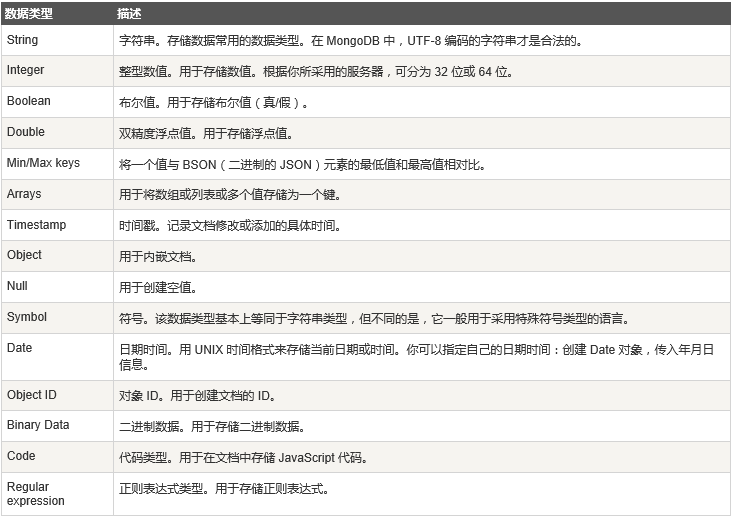 数据类型 描述
String 字符串。存储数据常用的数据类型。在 MongoDB 中，UTF-8 编码的字符串才是合法的。
Integer 整型数值。用于存储数值。根据你所采用的服务器，可分为 32 位或 64 位。
Boolean 布尔值。用于存储布尔值（真/假）。
Double 双精度浮点值。用于存储浮点值。
Min/Max keys 将一个值与 BSON（二进制的 JSON）元素的最低值和最高值相对比。
Arrays 用于将数组或列表或多个值存储为一个键。
Timestamp 时间戳。记录文档修改或添加的具体时间。
Object 用于内嵌文档。
Null 用于创建空值。
Symbol 符号。该数据类型基本上等同于字符串类型，但不同的是，它一般用于采用特殊符号类型的语言。
Date 日期时间。用 UNIX 时间格式来存储当前日期或时间。你可以指定自己的日期时间：创建 Date 对象，传入年月日
信息。
Object ID 对象 ID。用于创建文档的 ID。
Binary Data 二进制数据。用于存储二进制数据。
Code 代码类型。用于在文档中存储 JavaScript 代码。
Regular 正则表达式类型。用于存储正则表达式。
expression